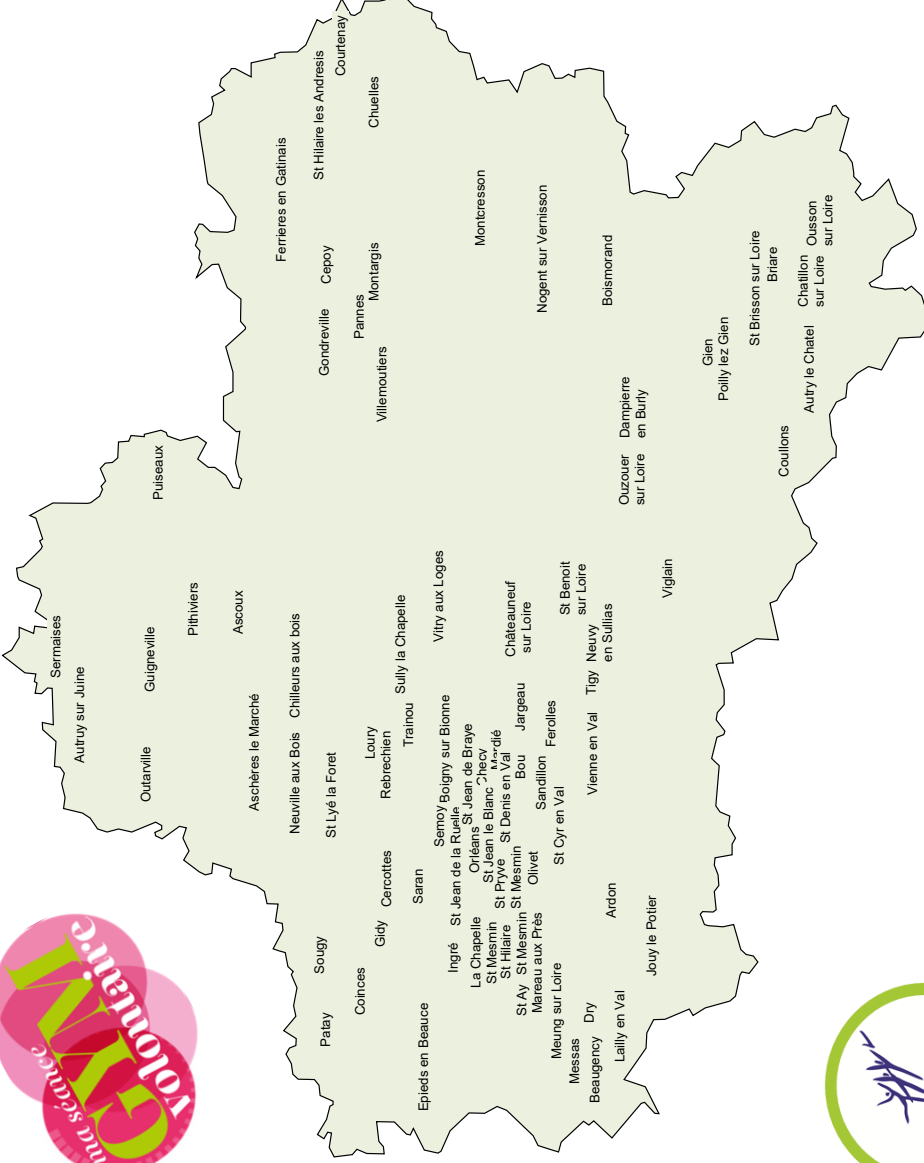 ma séance
GYM
volontaire
Sermaises
Autruy sur Juine
Outarville
Guigneville
Puiseaux
Pithiviers
Ascoux
Aschères le Marché
Neuville aux Bois
Chilleurs aux bois
St Lyé la Foret
Ferrieres en Gatinais
St Hilaire les Andresis
Courtenay
Chuelles
Gondreville
Cepoy
Pannes
Montargis
Villemoutiers
Sougy
Patay
Coinces
Gidy
Cercottes
Loury
Rebrechien
Trainou
Sully la Chapelle
Vitry aux Loges
Epieds en Beauce
Saran
Semoy
Boigny sur Bionne
Ingré
St Jean de la Ruelle
St Jean de Braye
Orléans
Checy
La Chapelle
St Mesmin
St Jean le Blanc
Mardié
St Hilaire
St Mesmin
St Pryve
St Mesmin
St Denis en Val
Bou
Jargeau
Châteauneuf
sur Loire
St Ay
Mareau aux Près
Olivet
Sandillon
Ferolles
Meung sur Loire
St Cyr en Val
St Benoit
sur Loire
Messas
Beaugency
Dry
Vienne en Val
Tigy
Neuvy
en Sullias
Lailly en Val
Ardon
Jouy le Potier
Viglain
Montcresson
Nogent sur Vernisson
Boismorand
Ouzouer
sur Loire
Dampierre
en Burly
Gien
Poilly lez Gien
St Brisson sur Loire
Briare
Coullons
Autry le Chatel
Chatillon
sur Loire
Ousson
sur Loire